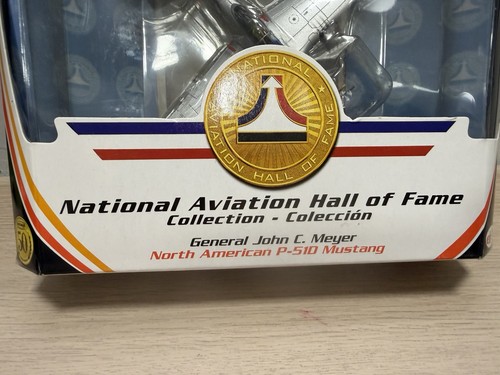 NATIONAL
AVIATION HALL OF FAME
National Aviation Hall of Fame
Collection - Colección
General John C. Meyer
North American P-51D Mustang